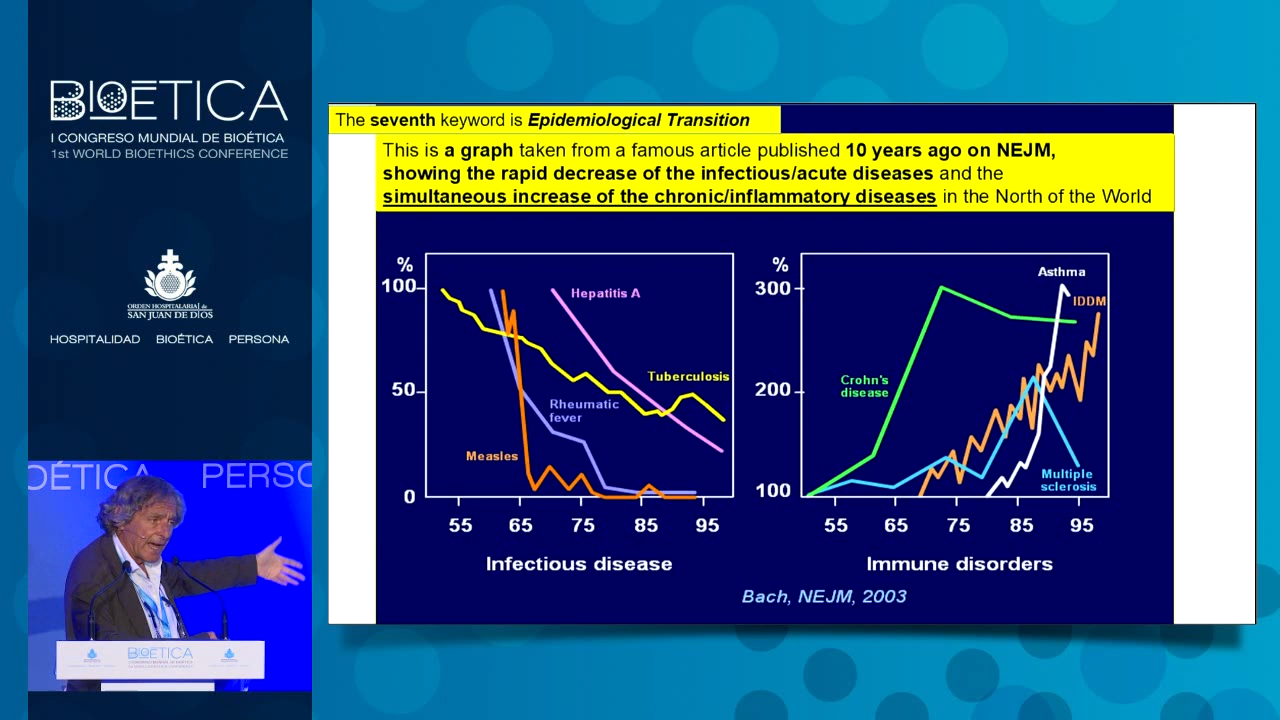 BIOETICA
I CONGRESO MUNDIAL DE BIOÉTICA
1st WORLD BIOETHICS CONFERENCE
ORDEN HOSPITALARIA de
SAN JUAN DE DIOS
HOSPITALIDAD BIOÉTICA PERSONA
OÉTICA PERSO
BIOETICA
The seventh keyword is Epidemiological Transition
This is a graph taken from a famous article published 10 years ago on NEJM,
showing the rapid decrease of the infectious/acute diseases and the
simultaneous increase of the chronic/inflammatory diseases in the North of the World
%
100
50
0
Hepatitis A
Tuberculosis
Rheumatic
fever
Measles
55 65 75 85 95
Infectious disease
%
300
200
100
Asthma
IDDM
Crohn's
disease
Multiple
sclerosis
55 65 75 85 95
Immune disorders
Bach, NEJM, 2003